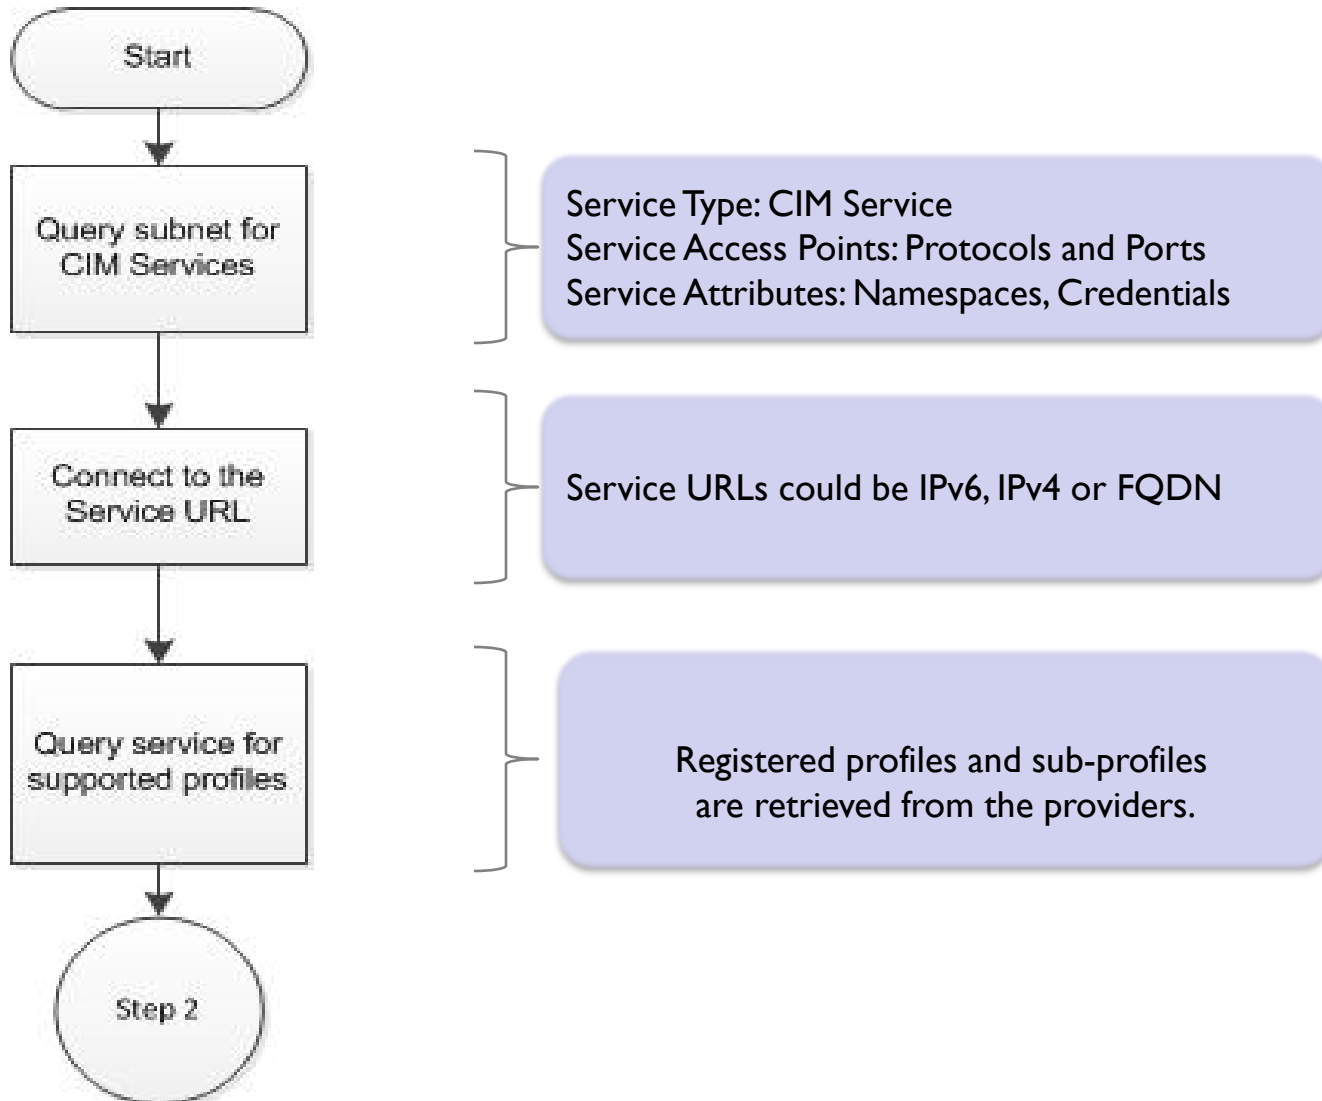 Start
Query subnet for
CIM Services
Service Type: CIM Service
Service Access Points: Protocols and Ports
Service Attributes: Namespaces, Credentials
Connect to the
Service URL
Service URLs could be IPv6, IPv4 or FQDN
Query service for
supported profiles
Registered profiles and sub-profiles
are retrieved from the providers.
Step 2